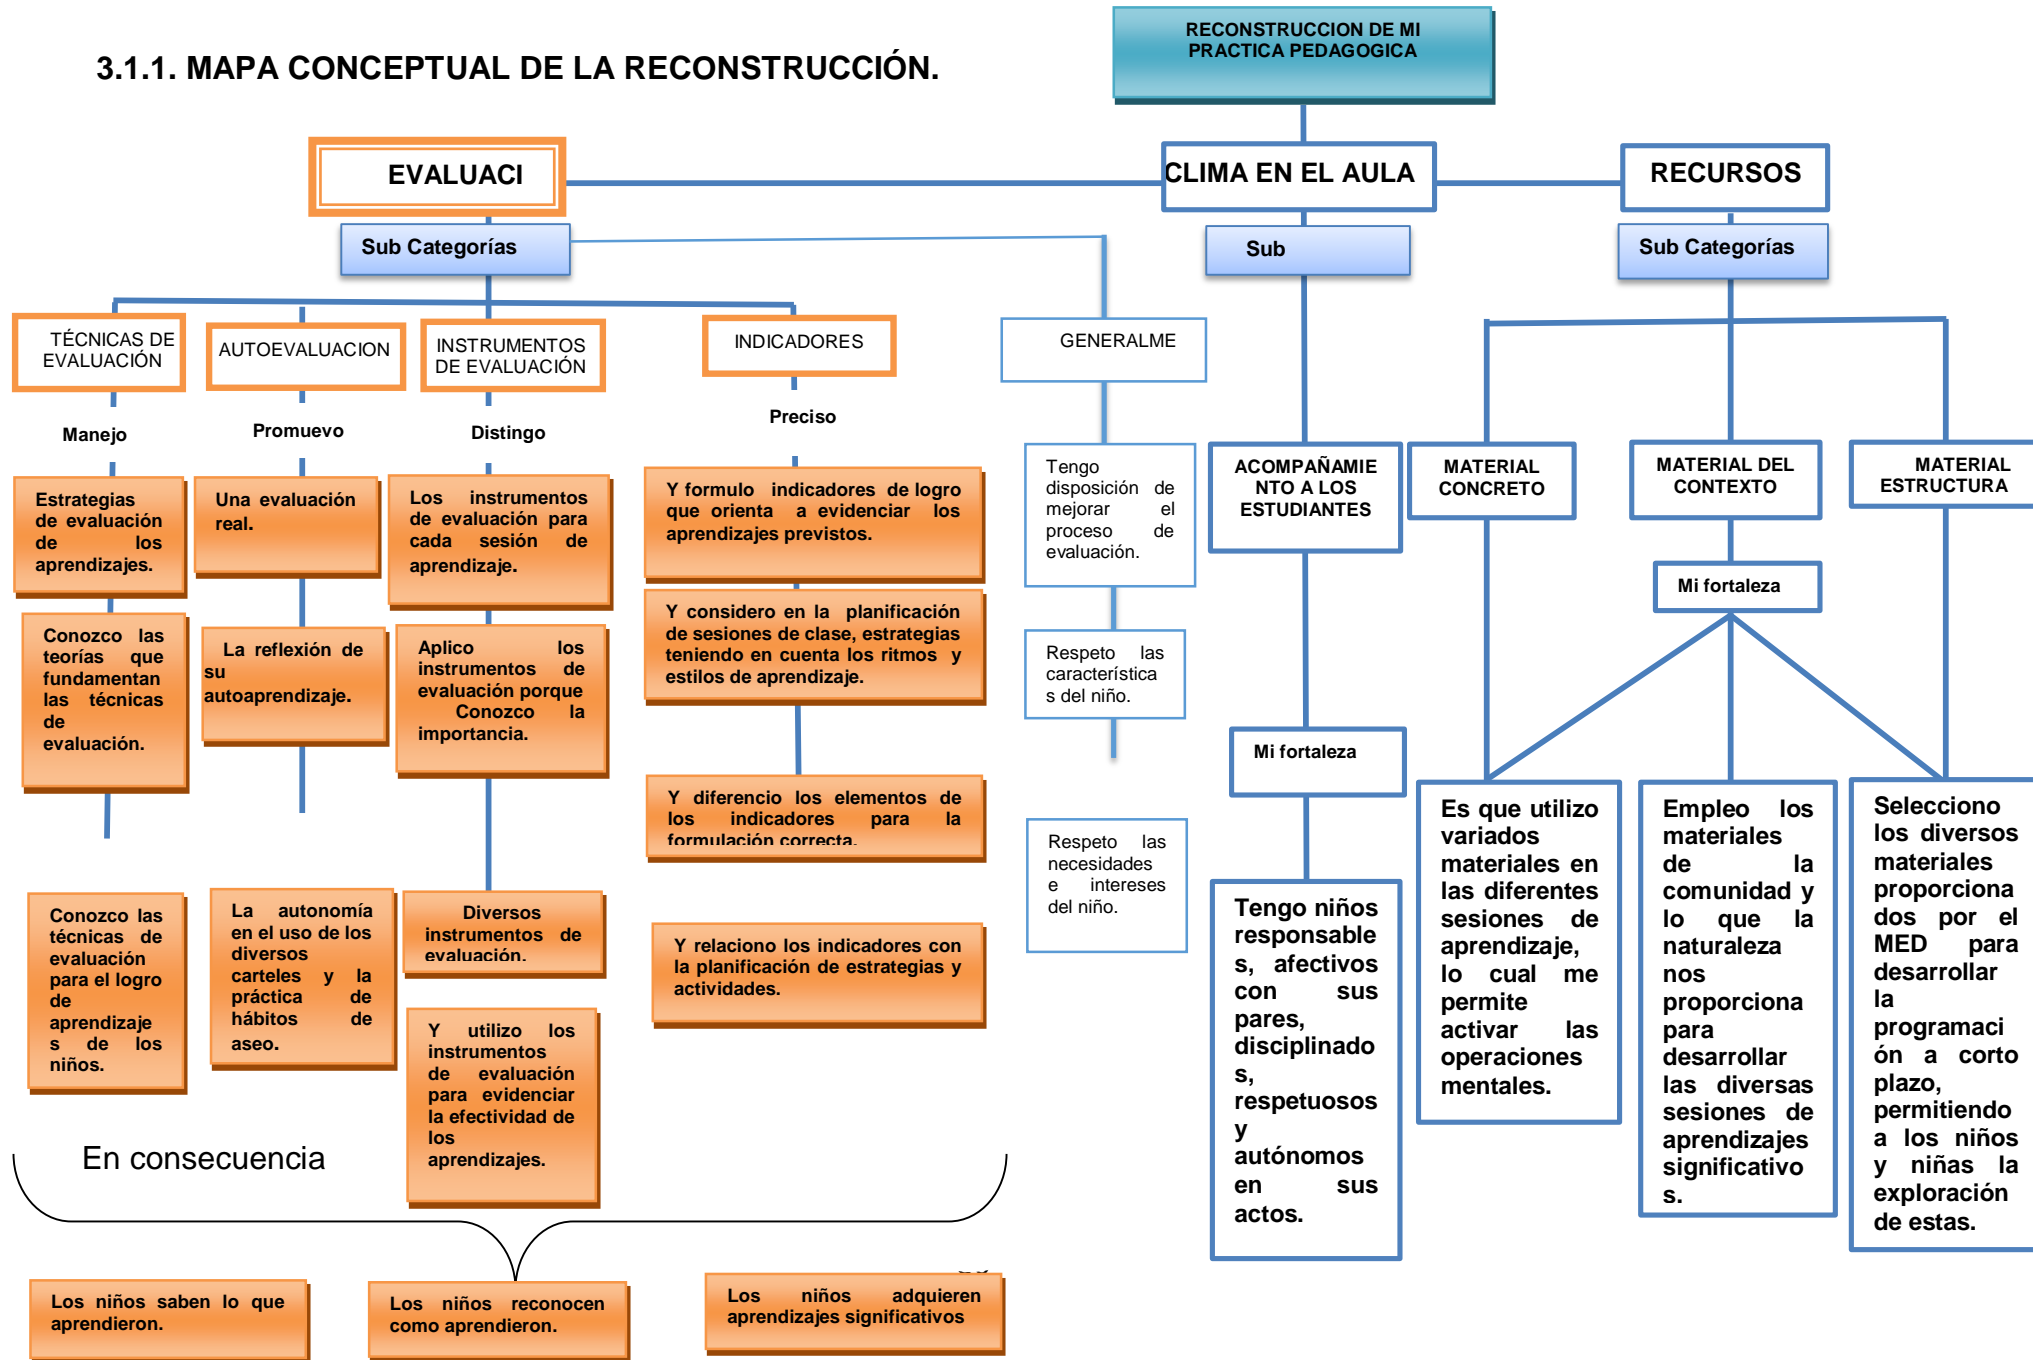 RECONSTRUCCION DE MI
PRACTICA PEDAGOGICA
3.1.1. MAPA CONCEPTUAL DE LA RECONSTRUCCIÓN.
EVALUACI
CLIMA EN EL AULA
RECURSOS
Sub Categorías
Sub
Sub Categorías
TÉCNICAS DE
EVALUACIÓN
AUTOEVALUACION
INSTRUMENTOS
DE EVALUACIÓN
INDICADORES
GENERALME
Manejo
Promuevo
Distingo
Preciso
Estrategias
de evaluación
de los
aprendizajes.
Conozco las
teorías que
fundamentan
las técnicas
de
evaluación.
Conozco las
técnicas de
evaluación
para el logro
de
aprendizaje
s de los
niños.
Una evaluación
real.
La reflexión de
su
autoaprendizaje.
La autonomía
en el uso de los
diversos
carteles y la
práctica de
hábitos de
aseo.
Los instrumentos
de evaluación para
cada sesión de
aprendizaje.
Aplico los
instrumentos de
evaluación porque
Conozco la
importancia.
Diversos
instrumentos de
evaluación.
Y utilizo los
instrumentos
de evaluación
para evidenciar
la efectividad de
los
aprendizajes.
Y formulo indicadores de logro
que orienta a evidenciar los
aprendizajes previstos.
Y considero en la planificación
de sesiones de clase, estrategias
teniendo en cuenta los ritmos y
estilos de aprendizaje.
Y diferencio los elementos de
los indicadores para la
formulación correcta.
Y relaciono los indicadores con
la planificación de estrategias y
actividades.
Tengo
disposición de
mejorar el
proceso de
evaluación.
Respeto las
característica
s del niño.
Respeto las
necesidades
e intereses
del niño.
ACOMPAÑAMIE
NTO A LOS
ESTUDIANTES
Mi fortaleza
Tengo niños
responsable
s, afectivos
con sus
pares,
disciplinado
s,
respetuosos
y
autónomos
en sus
actos.
MATERIAL
CONCRETO
MATERIAL DEL
CONTEXTO
MATERIAL
ESTRUCTURA
Mi fortaleza
Es que utilizo
variados
materiales en
las diferentes
sesiones de
aprendizaje,
lo cual me
permite
activar las
operaciones
mentales.
Empleo los
materiales
de la
comunidad y
lo que la
naturaleza
nos
proporciona
para
desarrollar
las diversas
sesiones de
aprendizajes
significativo
s.
Selecciono
los diversos
materiales
proporciona
dos por el
MED para
desarrollar
la
programaci
ón a corto
plazo,
permitiendo
a los niños
y niñas la
exploración
de estas.
En consecuencia
Los niños saben lo que
aprendieron.
Los niños reconocen
como aprendieron.
Los niños adquieren
aprendizajes significativos